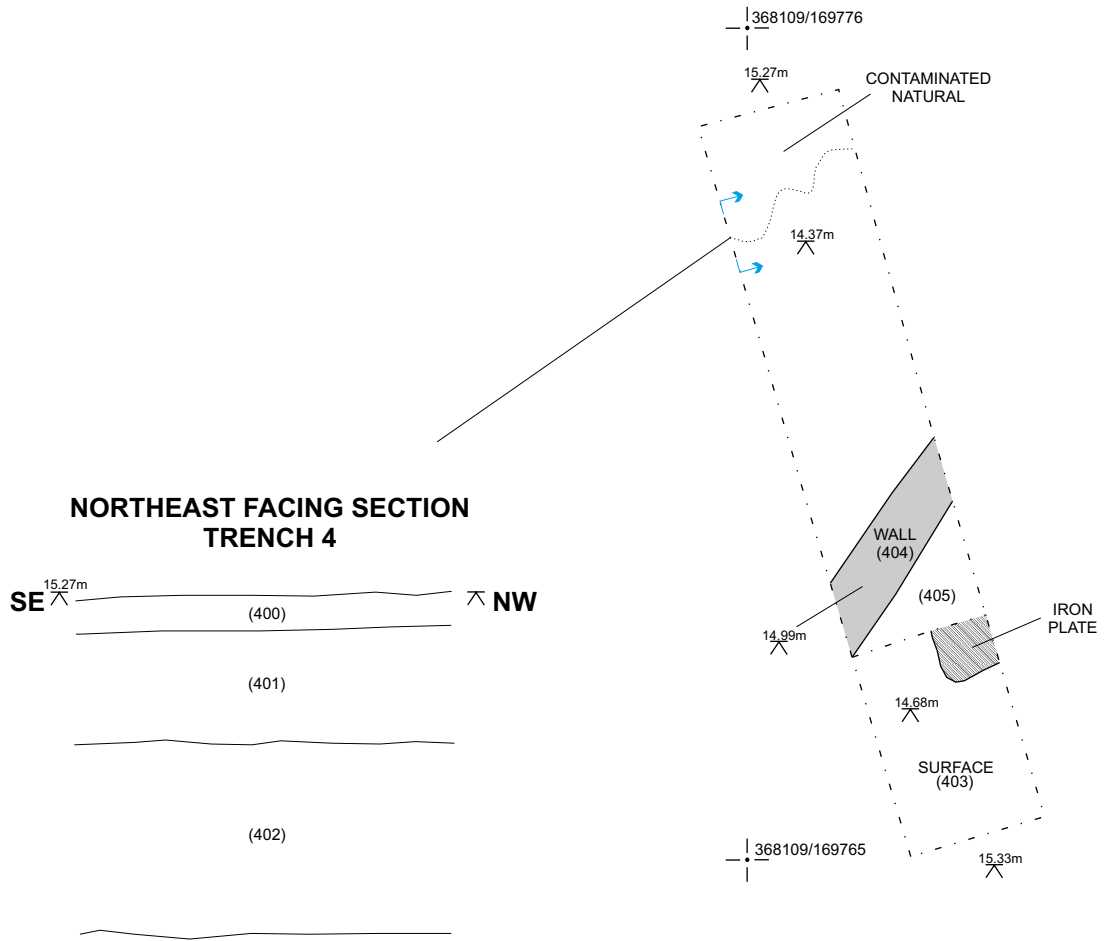 368109/169776
15.27m
CONTAMINATED
NATURAL
14.37m
NORTHEAST FACING SECTION
TRENCH 4
SE
15.27m
NW
(400)
(401)
(402)
WALL
(404)
(405)
IRON
PLATE
14.99m
14.68m
SURFACE
(403)
368109/169765
15.33m